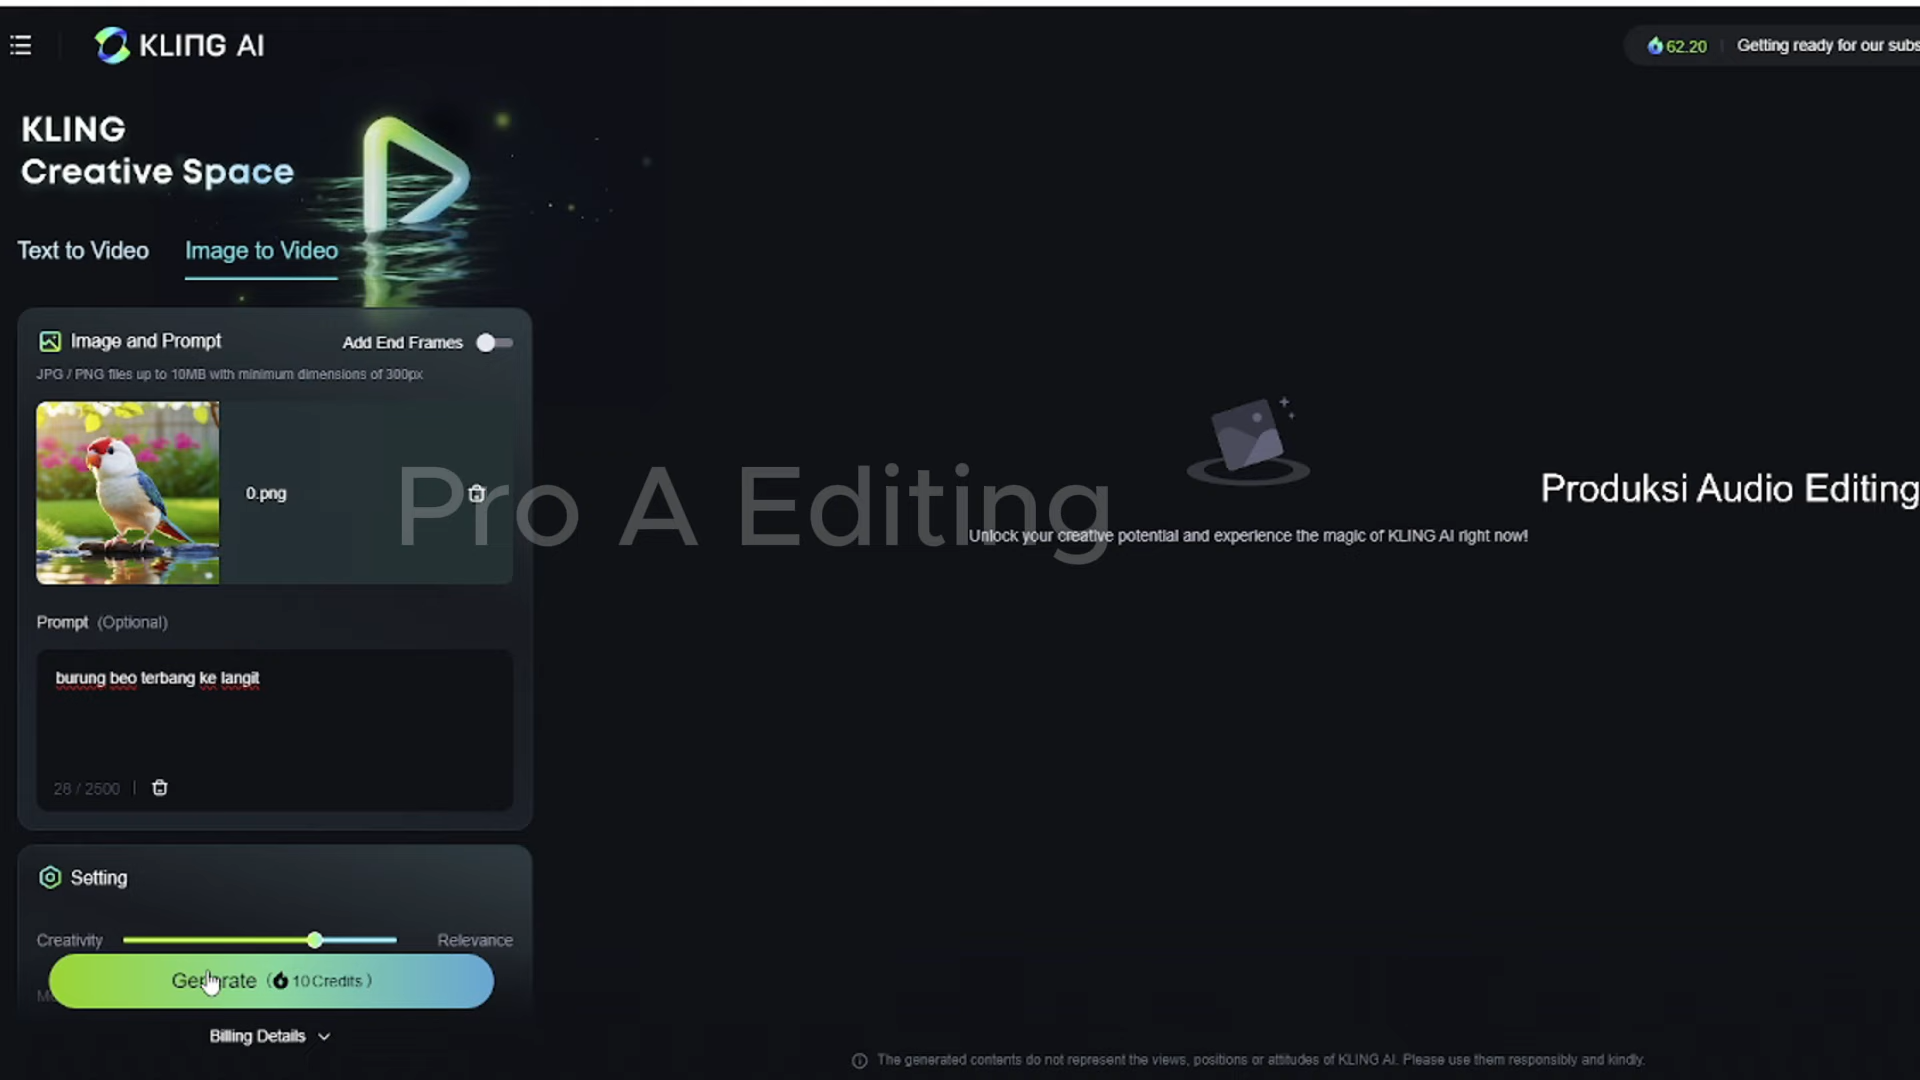 KLING AI
62.20
Getting ready for our subs
KLING
Creative Space
Text to Video
Image to Video
Image and Prompt
Add End Frames
JPG / PNG files up to 10MB with minimum dimensions of 300px
0.png
Pro A Editing
Produksi Audio Editing
Unlock your creative potential and experience the magic of KLING AI right now!
Prompt (Optional)
burung beo terbang ke langit
28 / 2500
Setting
Creativity
Relevance
Generate ( 10 Credits )
Billing Details
The generated contents do not represent the views, positions or attitudes of KLING AI. Please use them responsibly and kindly.